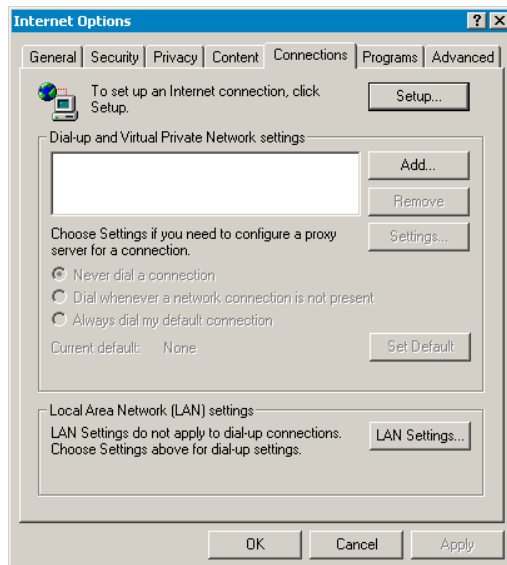 Internet Options
General Security Privacy Content Connections Programs Advanced
To set up an Internet connection, click
Setup.
Setup...
Dial-up and Virtual Private Network settings
Add...
Remove
Choose Settings if you need to configure a proxy
server for a connection.
Settings...
Never dial a connection
Dial whenever a network connection is not present
Always dial my default connection
Current default: None
Set Default
Local Area Network (LAN) settings
LAN Settings do not apply to dial-up connections.
Choose Settings above for dial-up settings.
LAN Settings...
OK Cancel Apply